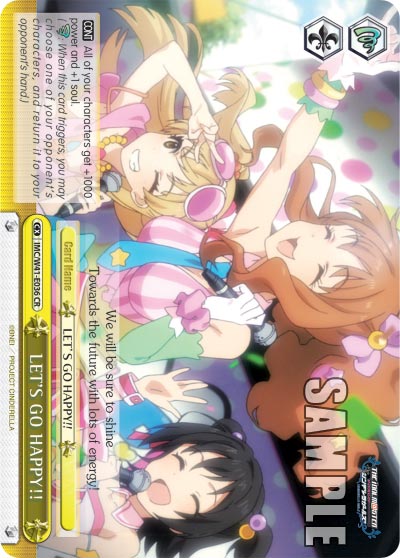 CONT All of your characters get +1000
power and +1 soul.
( : When this card triggers, you may
choose one of your opponent's
characters, and return it to your
opponent's hand.)
We will be sure to shine
Towards the future with lots of energy!
SAMPLE
THE IDOLM@STER
Card Name
LET'S GO HAPPY!!
CX IMC/W41-E036 CR
LET'S GO HAPPY!!
©BNEI / PROJECT CINDERELLA